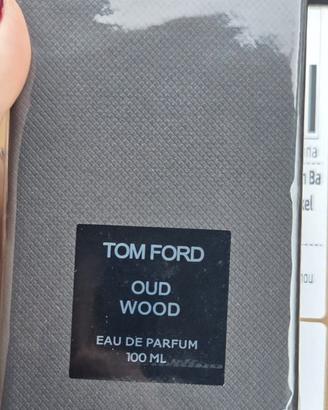 TOM FORD
OUD
WOOD
EAU DE PARFUM
100 ML